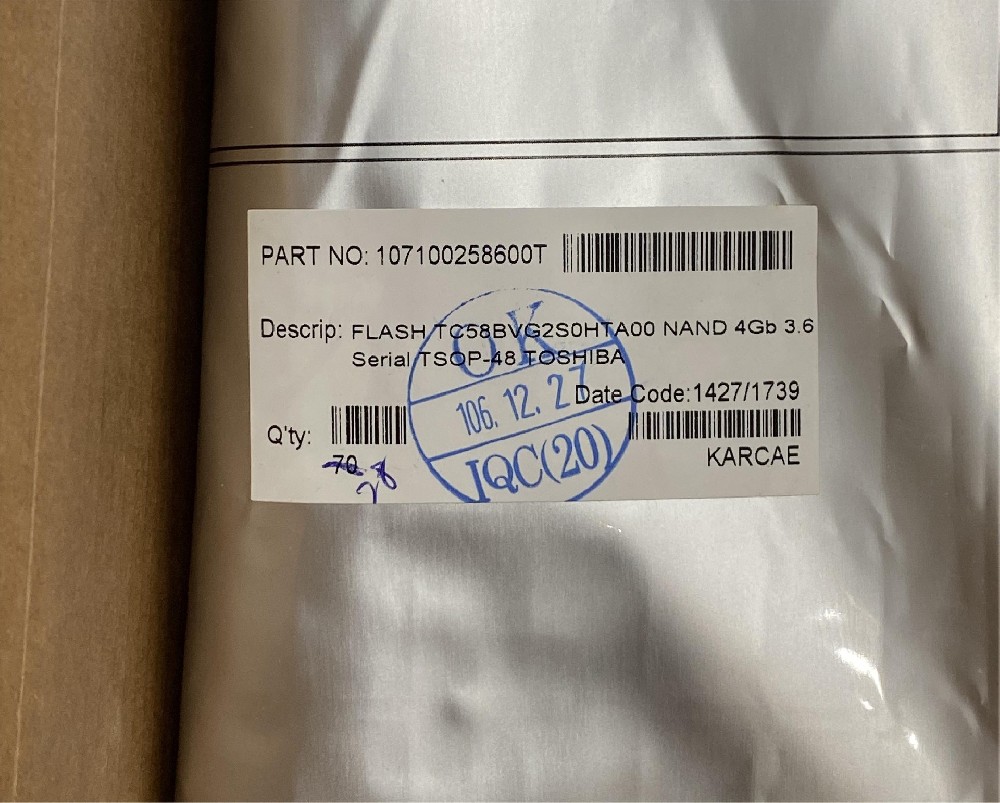 PART NO: 107100258600T
Descrip: FLASH TC58BVG2S0HTA00 NAND 4Gb 3.6
Serial TSOP-48 TOSHIBA
OK
106.12.27
Date Code:1427/1739
Q'ty:
70
28
IQC(20)
KARCAE